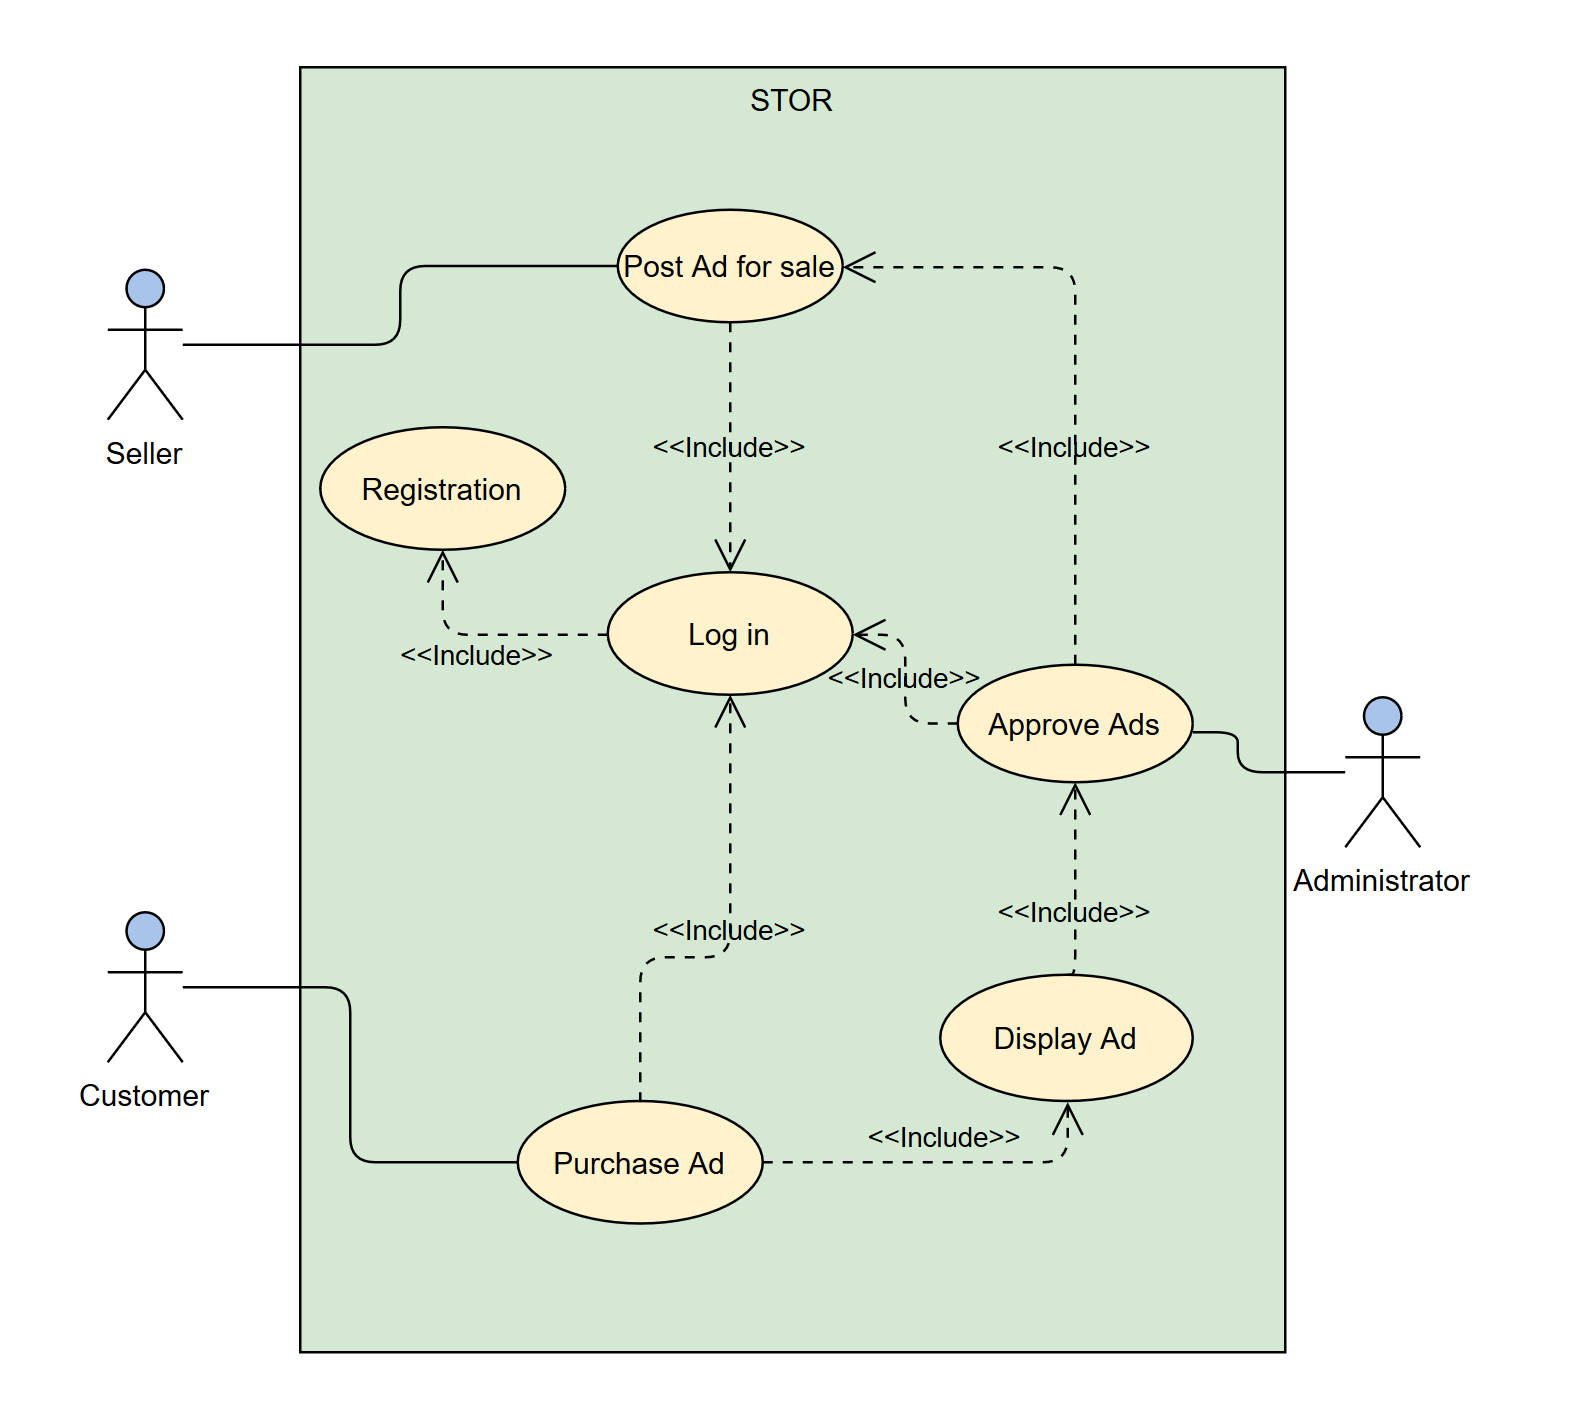 STOR
Post Ad for sale
Seller
<<Include>>
<<Include>>
Registration
Log in
<<Include>>
<<Include>>
Approve Ads
Administrator
<<Include>>
<<Include>>
Display Ad
Customer
<<Include>>
Purchase Ad